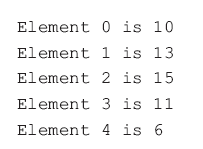 Element 0 is 10
Element 1 is 13
Element 2 is 15
Element 3 is 11
Element 4 is 6